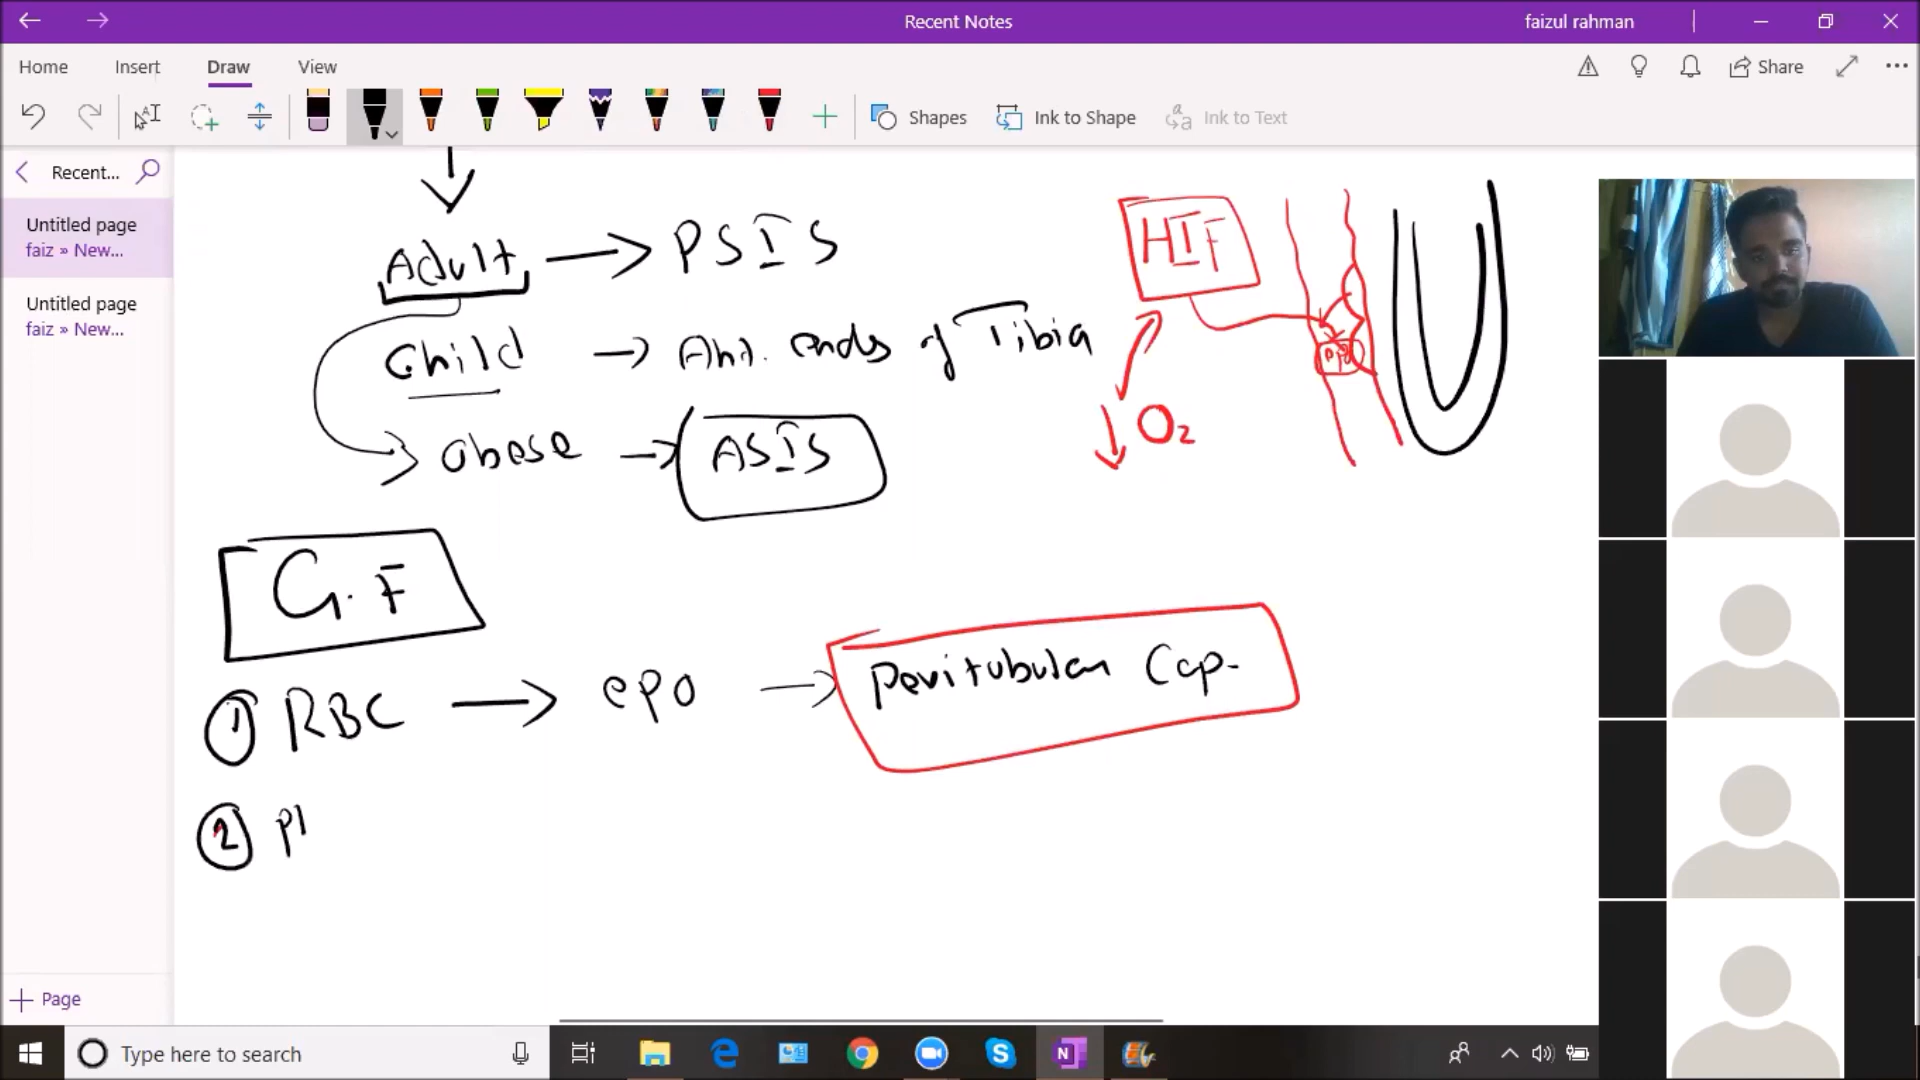 Recent Notes
faizul rahman
Home Insert Draw View
Share
Shapes
Ink to Shape
Ink to Text
Recent...
Untitled page
faiz » New...
Untitled page
faiz » New...
Page
Adult → PSIS
Child → Ant. ends of Tibia
obese → ASIS
HIF
epo
↓ O2
G.F
① RBC → epo → Peritubular Cap.
② Pl
Type here to search